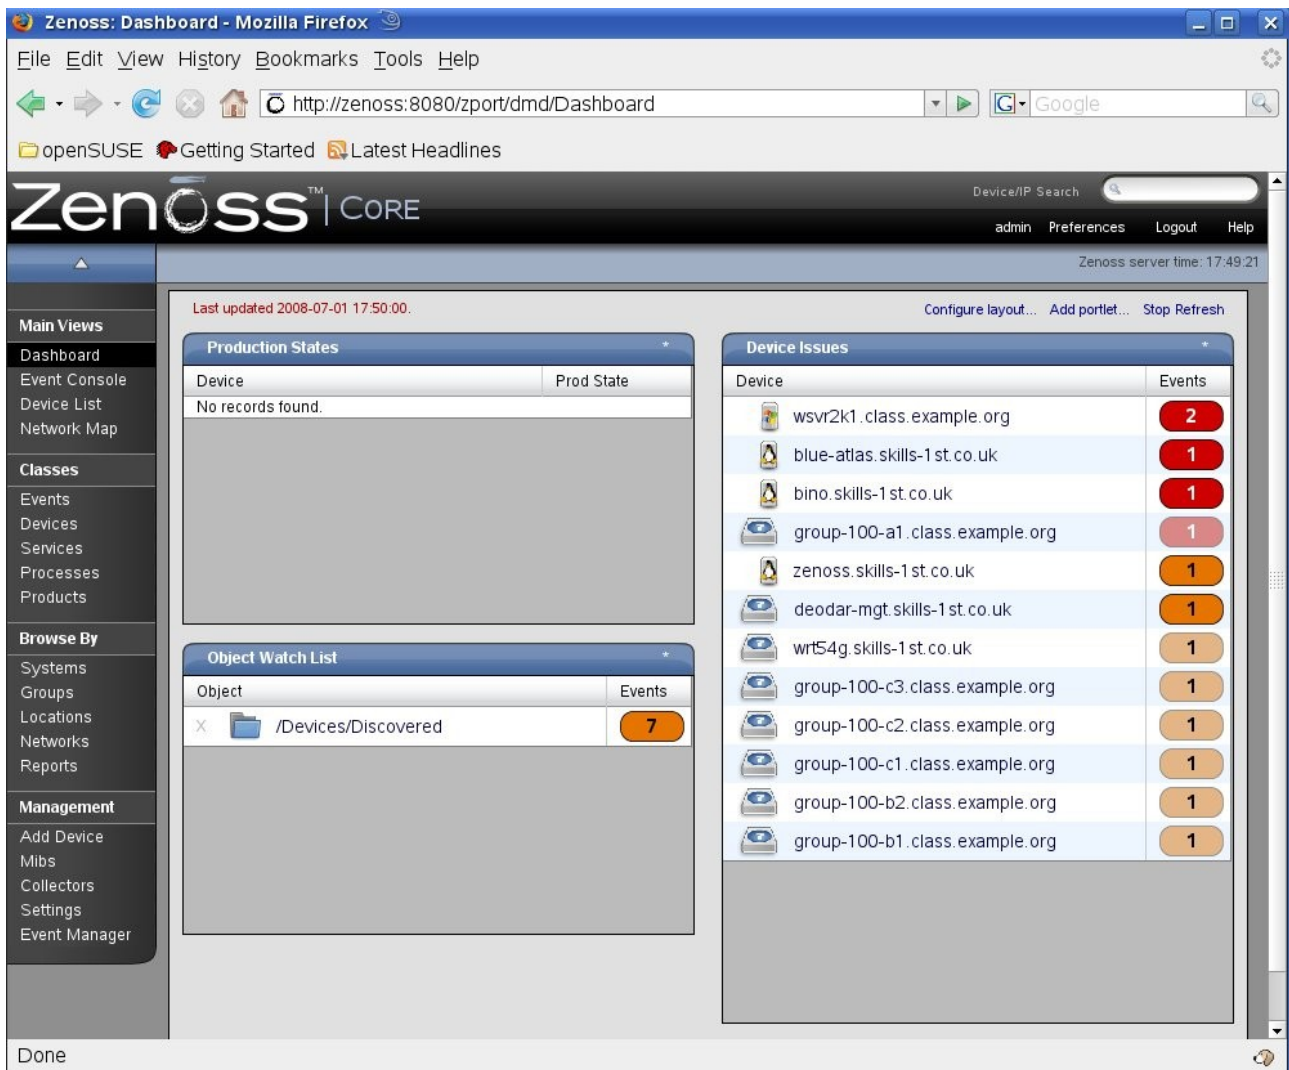 Zenoss: Dashboard - Mozilla Firefox
File Edit View History Bookmarks Tools Help
http://zenoss:8080/zport/dmd/Dashboard
G Google
openSUSE Getting Started Latest Headlines
Zenoss™ | CORE
Device/IP Search
admin Preferences Logout Help
Zenoss server time: 17:49:21
Main Views
Dashboard
Event Console
Device List
Network Map
Classes
Events
Devices
Services
Processes
Products
Browse By
Systems
Groups
Locations
Networks
Reports
Management
Add Device
Mibs
Collectors
Settings
Event Manager
Last updated 2008-07-01 17:50:00.
Configure layout... Add portlet... Stop Refresh
Production States *
Device Prod State
No records found.
Object Watch List *
Object Events
X /Devices/Discovered 7
Device Issues *
Device Events
wsvr2k1.class.example.org 2
blue-atlas.skills-1st.co.uk 1
bino.skills-1st.co.uk 1
group-100-a1.class.example.org 1
zenoss.skills-1st.co.uk 1
deodar-mgt.skills-1st.co.uk 1
wrt54g.skills-1st.co.uk 1
group-100-c3.class.example.org 1
group-100-c2.class.example.org 1
group-100-c1.class.example.org 1
group-100-b2.class.example.org 1
group-100-b1.class.example.org 1
Done